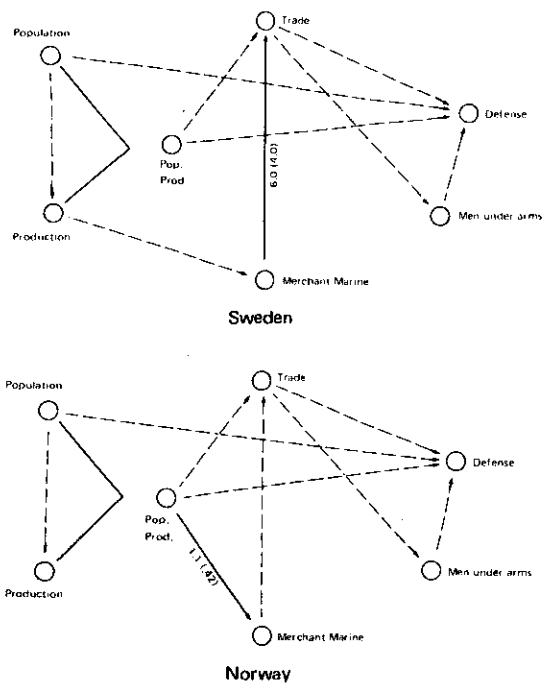 Trade
Population
Defense
Pop.
Prod
6.0 (4.0)
Production
Men under arms
Merchant Marine
Sweden
Trade
Population
Defense
Pop.
Prod.
1.1 (.42)
Production
Men under arms
Merchant Marine
Norway